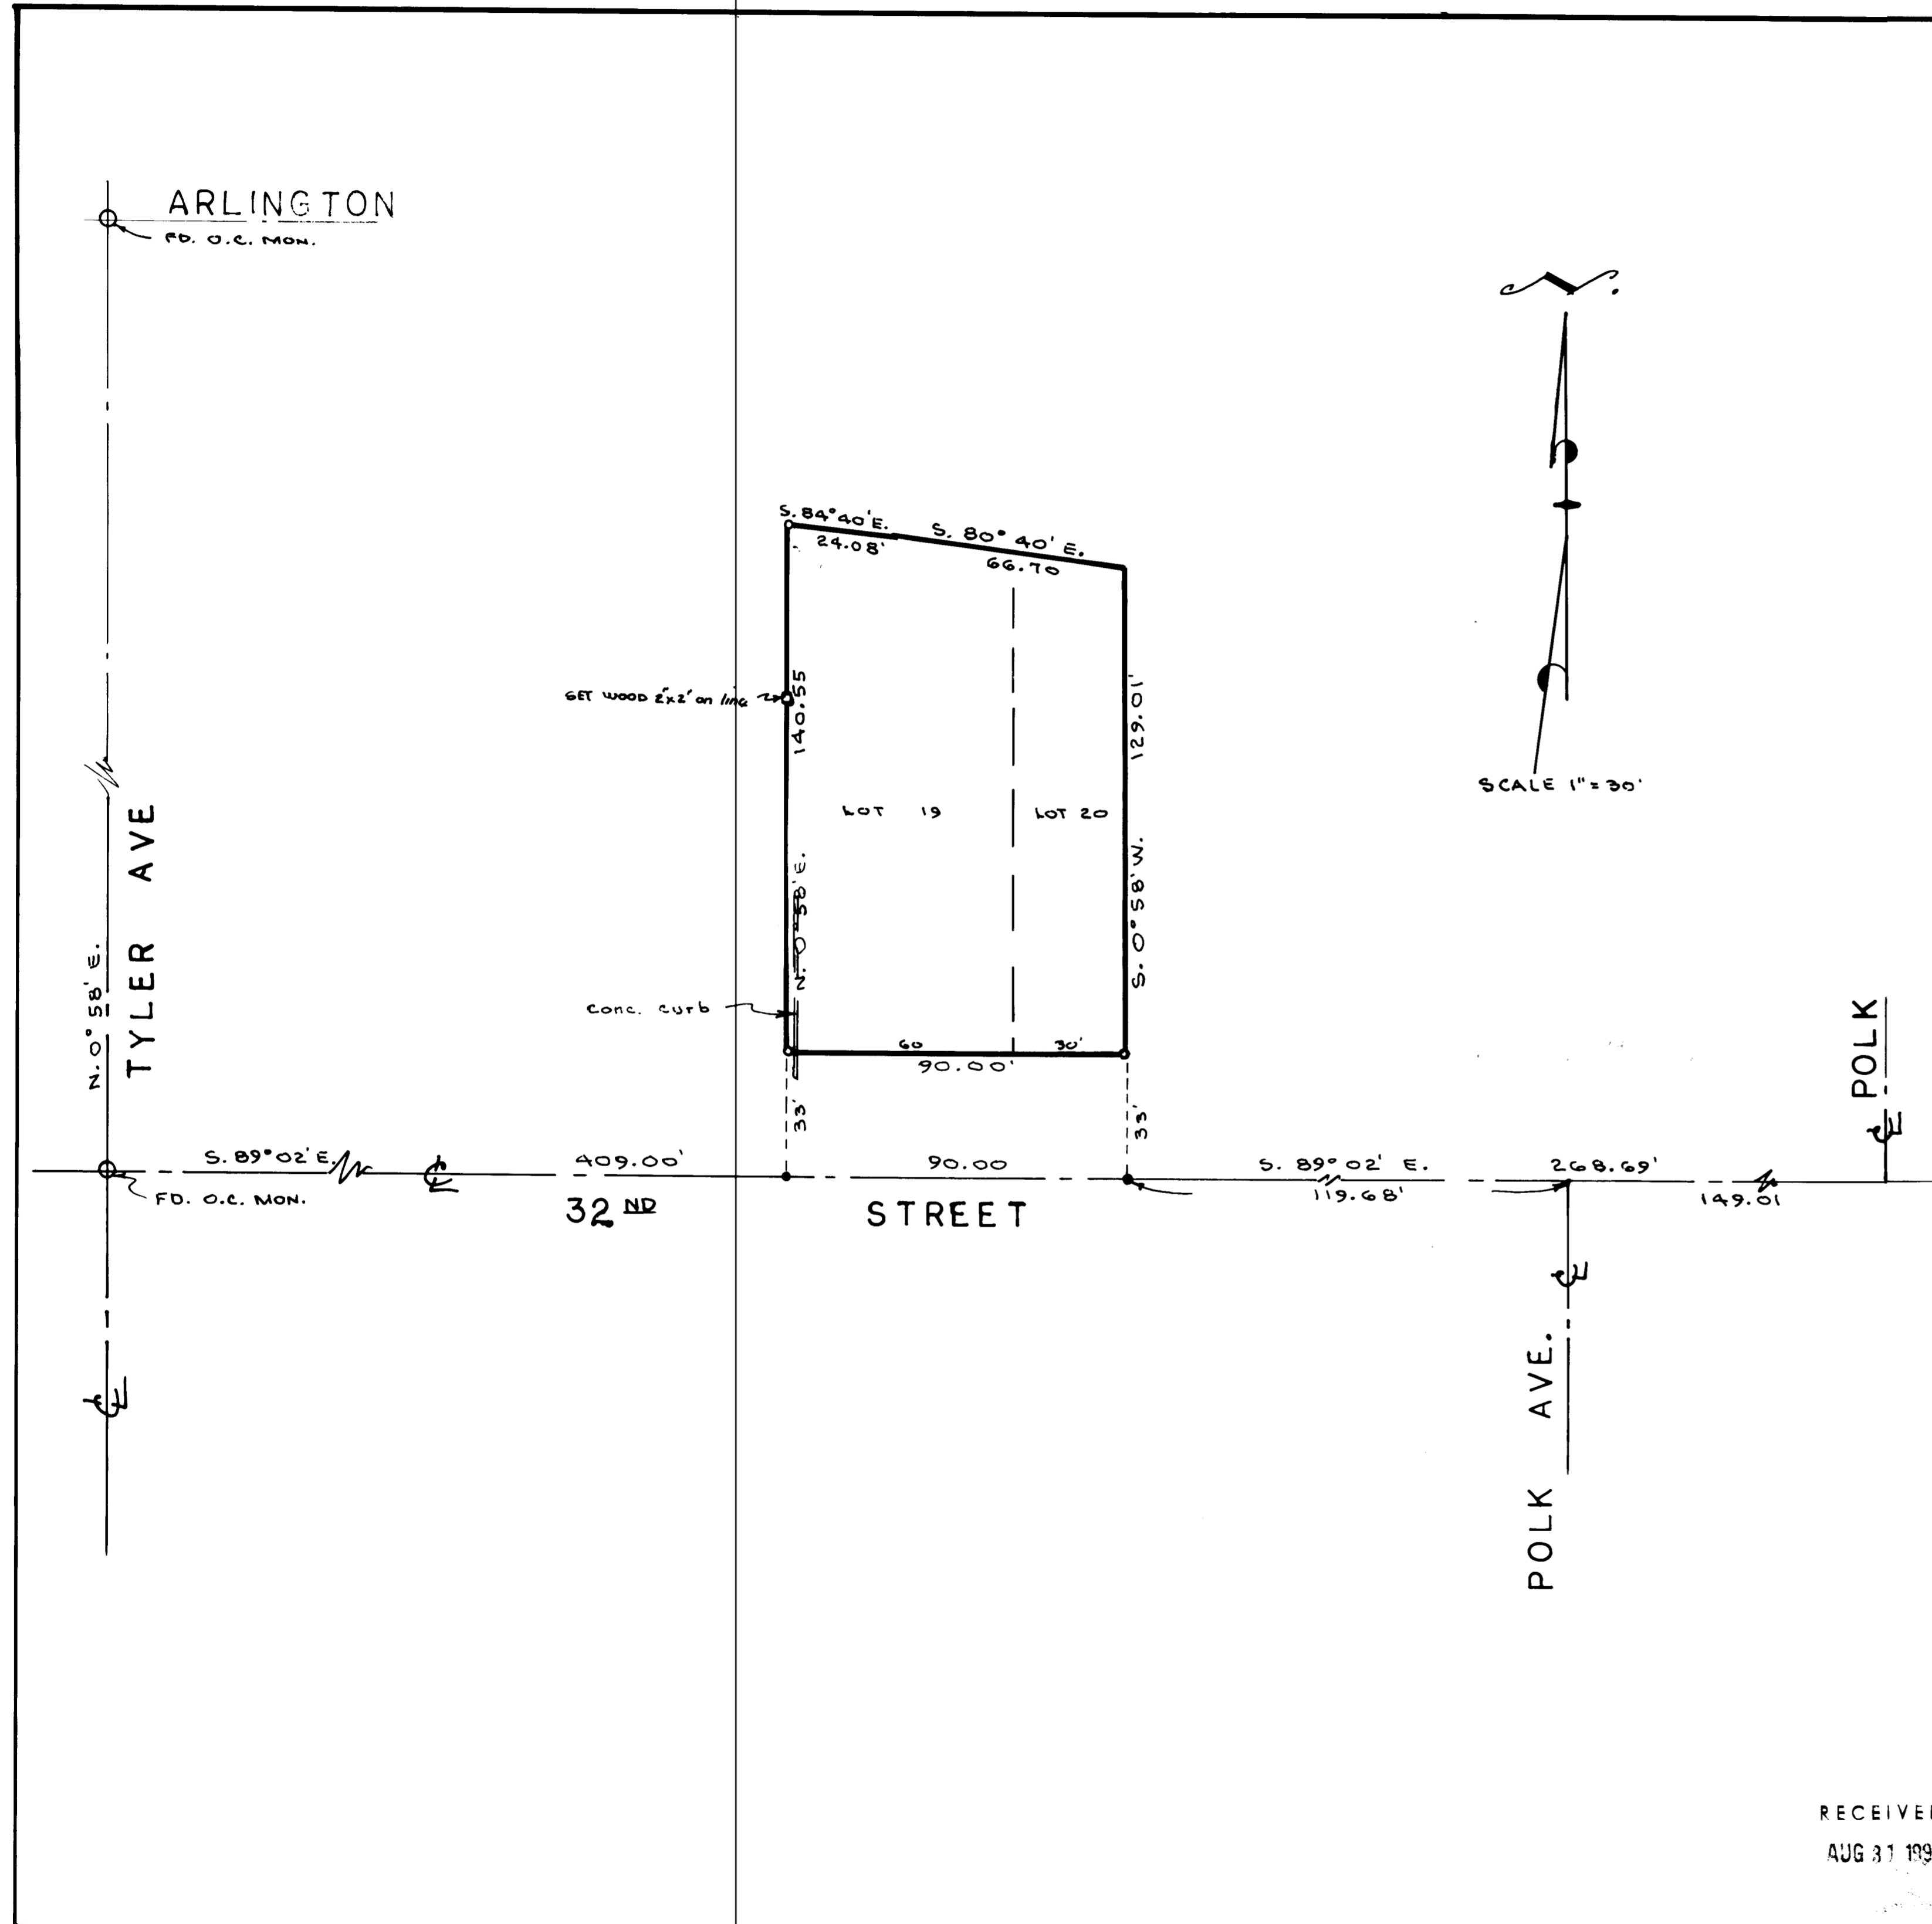 ARLINGTON
FD. O.C. MON.
N.
SCALE 1" = 30'
S. 84° 40' E.
24.08'
S. 80° 40' E.
66.70
SET WOOD 2"x2" on line
140.55
N. 0° 58' E.
129.01'
S. 0° 58' W.
LOT 19
LOT 20
Conc. curb
60
30'
90.00'
33'
33'
N. 0° 58' E.
TYLER AVE
S. 89° 02' E.
409.00'
90.00
S. 89° 02' E.
119.68'
268.69'
149.01
FD. O.C. MON.
32 ND STREET
POLK
POLK AVE.
RECEIVE
AUG 31 199